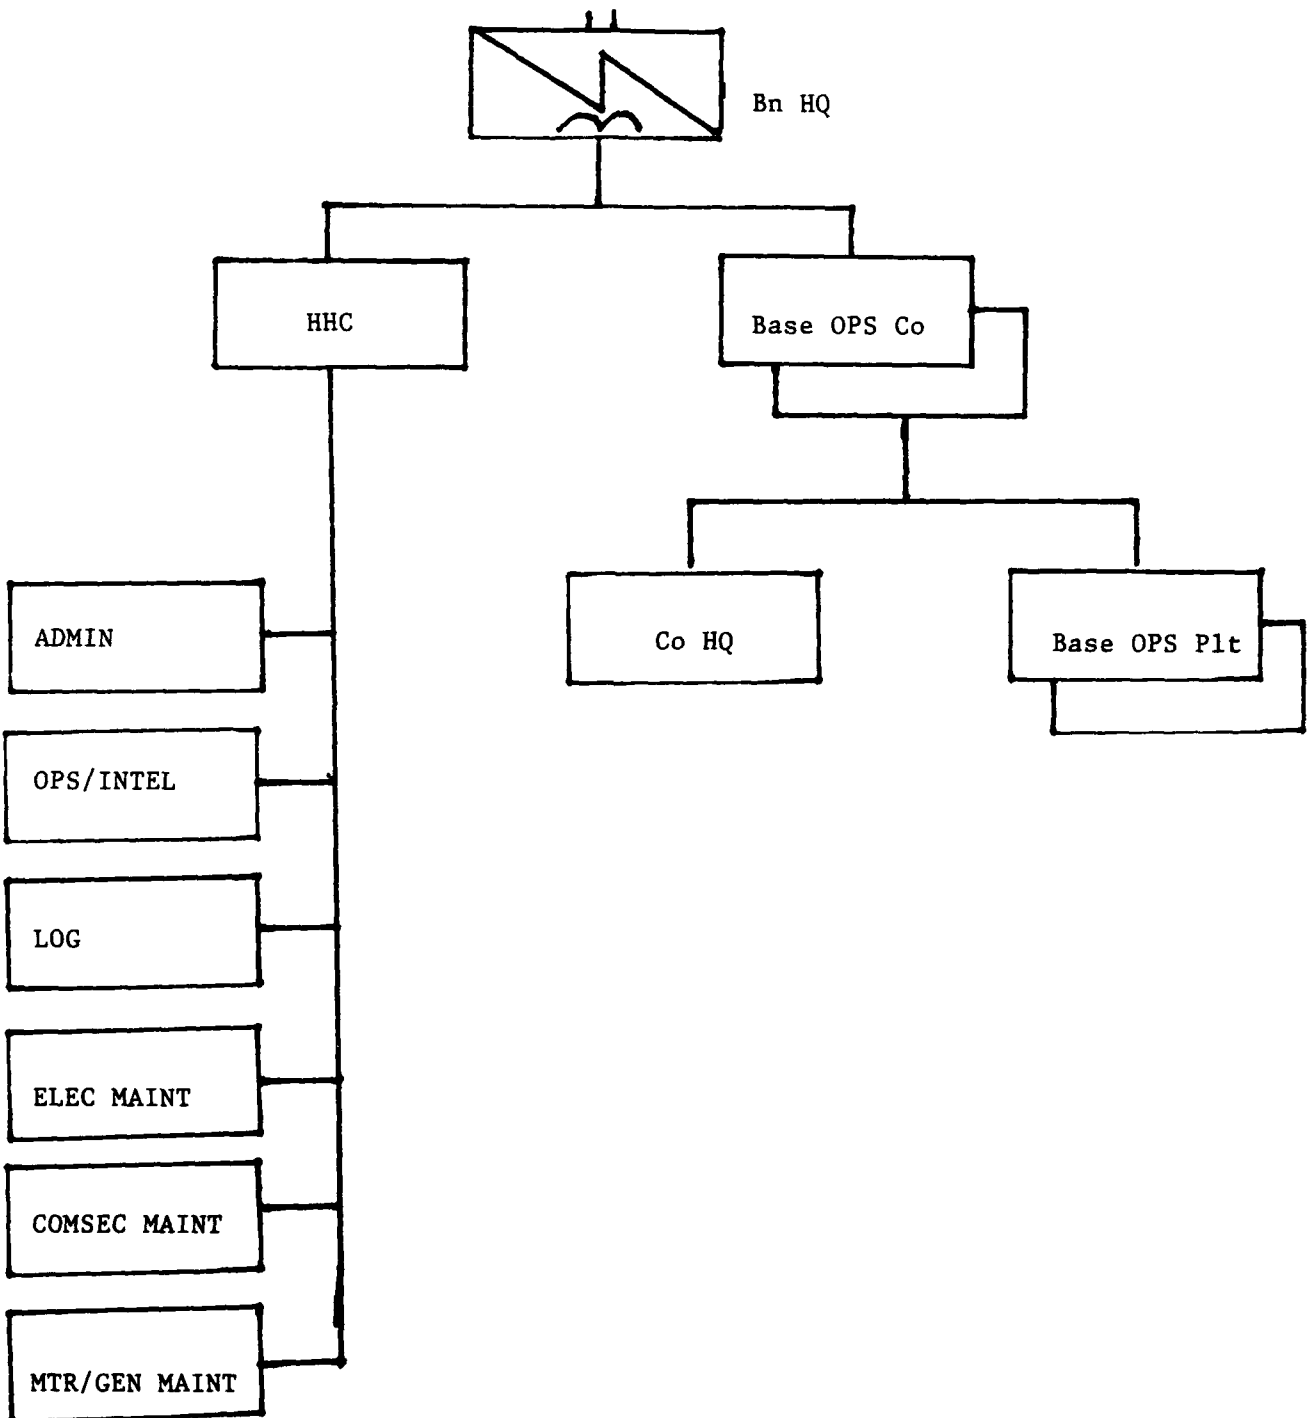 Bn HQ
HHC
Base OPS Co
Co HQ
Base OPS Plt
ADMIN
OPS/INTEL
LOG
ELEC MAINT
COMSEC MAINT
MTR/GEN MAINT